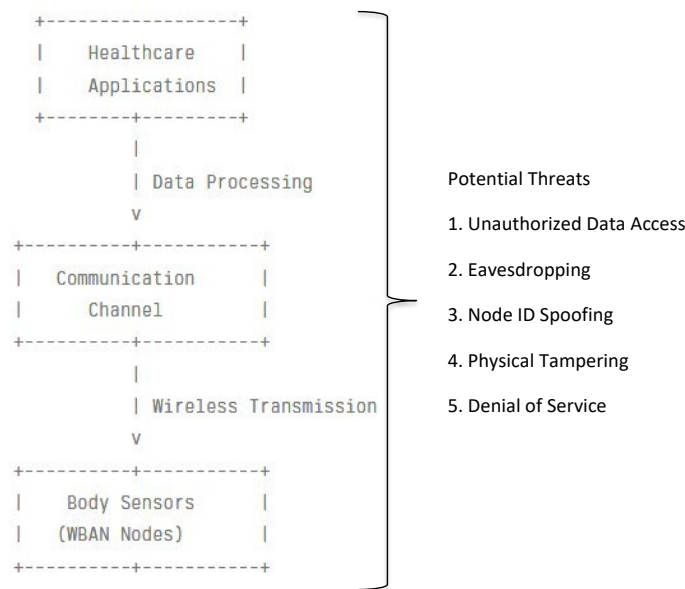 Healthcare
Applications
Data Processing
Communication
Channel
Wireless Transmission
Body Sensors
(WBAN Nodes)
Potential Threats
1. Unauthorized Data Access
2. Eavesdropping
3. Node ID Spoofing
4. Physical Tampering
5. Denial of Service